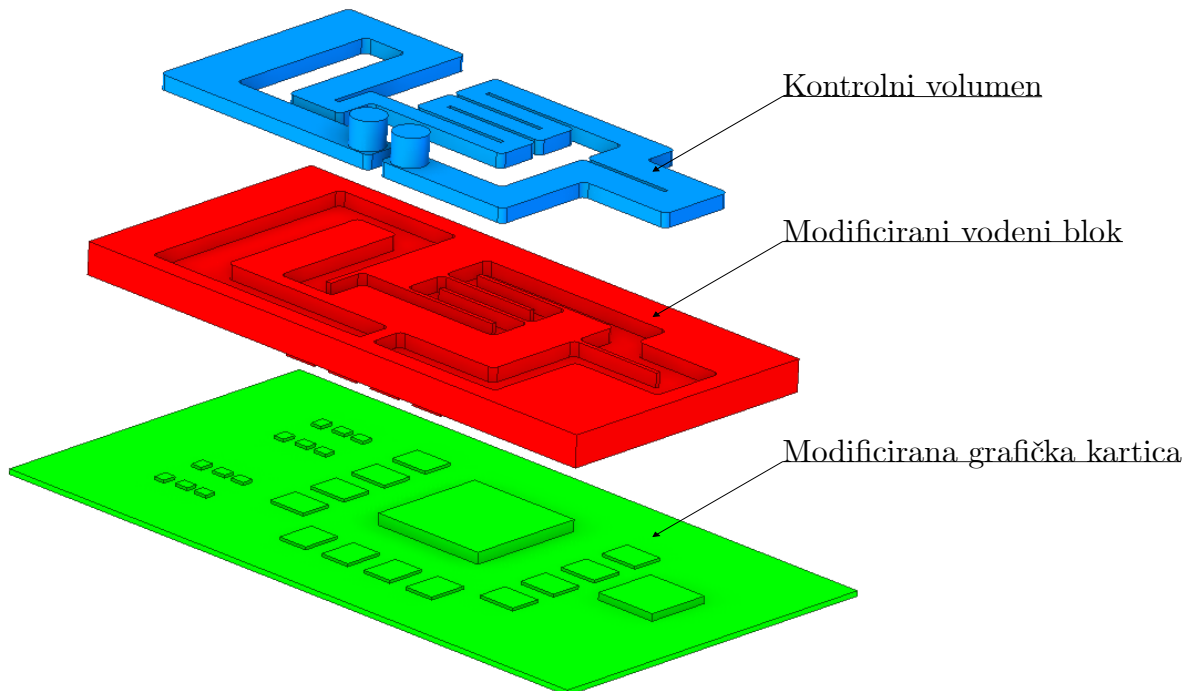 Kontrolni volumen
Modificirani vodeni blok
Modificirana grafička kartica